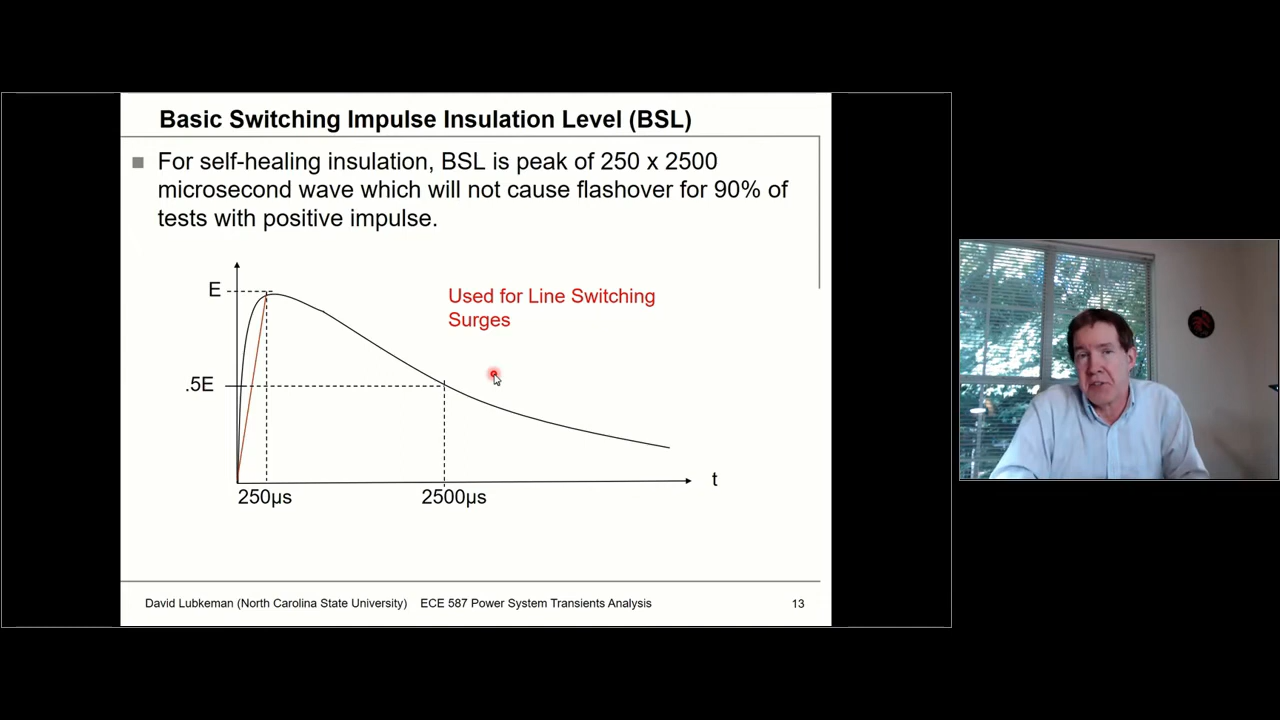 Basic Switching Impulse Insulation Level (BSL)
For self-healing insulation, BSL is peak of 250 x 2500
microsecond wave which will not cause flashover for 90% of
tests with positive impulse.
E
Used for Line Switching
Surges
.5E
t
250µs
2500µs
David Lubkeman (North Carolina State University) ECE 587 Power System Transients Analysis 13